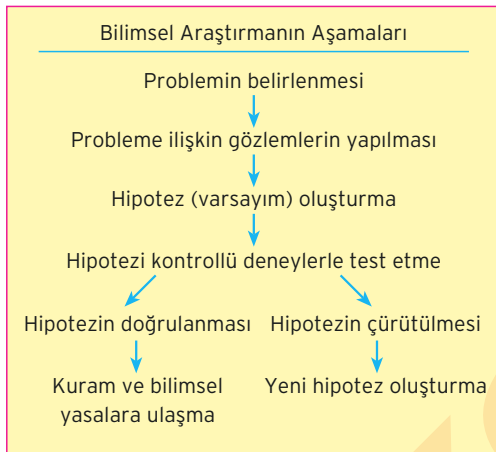 Bilimsel Araştırmanın Aşamaları
Problemin belirlenmesi
Probleme ilişkin gözlemlerin yapılması
Hipotez (varsayım) oluşturma
Hipotezi kontrollü deneylerle test etme
Hipotezin doğrulanması
Hipotezin çürütülmesi
Kuram ve bilimsel
yasalara ulaşma
Yeni hipotez oluşturma